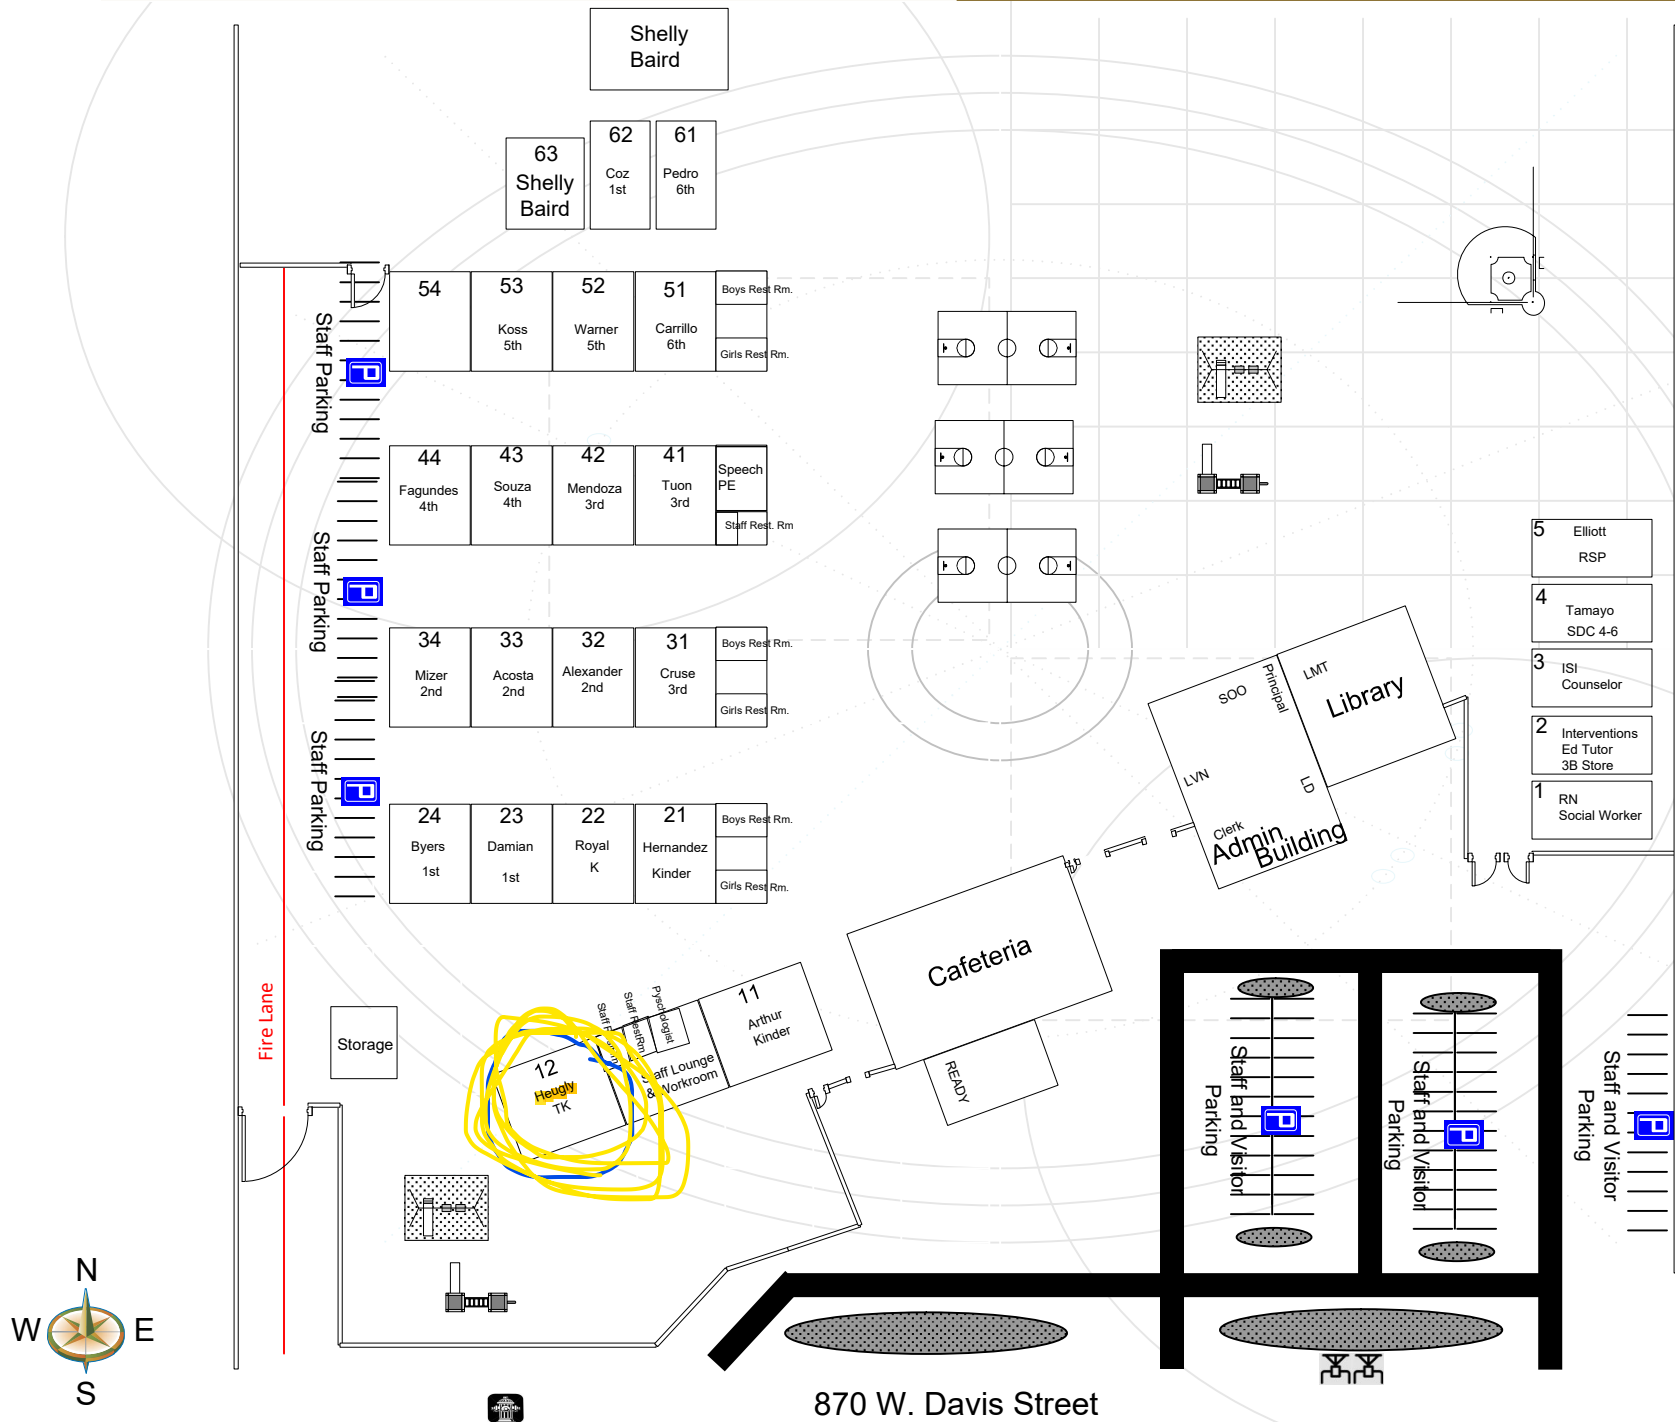 Shelly
Baird
63
Shelly
Baird
62
Coz
1st
61
Pedro
6th
54
53
Koss
5th
52
Warner
5th
51
Carrillo
6th
Boys Rest Rm.
Girls Rest Rm.
Staff Parking
P
44
Fagundes
4th
43
Souza
4th
42
Mendoza
3rd
41
Tuon
3rd
Speech
PE
Staff Rest. Rm
Staff Parking
P
34
Mizer
2nd
33
Acosta
2nd
32
Alexander
2nd
31
Cruse
3rd
Boys Rest Rm.
Girls Rest Rm.
Staff Parking
P
24
Byers
1st
23
Damian
1st
22
Royal
K
21
Hernandez
Kinder
Boys Rest Rm.
Girls Rest Rm.
5
Elliott
RSP
4
Tamayo
SDC 4-6
3
ISI
Counselor
2
Interventions
Ed Tutor
3B Store
1
RN
Social Worker
SOO
Principal
LMT
Library
LVN
LD
Clerk
Admin
Building
Cafeteria
READY
11
Arthur
Kinder
Pyschologist
Staff RestRm
Staff
Lounge
& Workroom
12
Heugly
TK
Storage
Fire Lane
Staff and Visitor
Parking
P
Staff and Visitor
Parking
P
Staff and Visitor
Parking
P
N
W
E
S
870 W. Davis Street